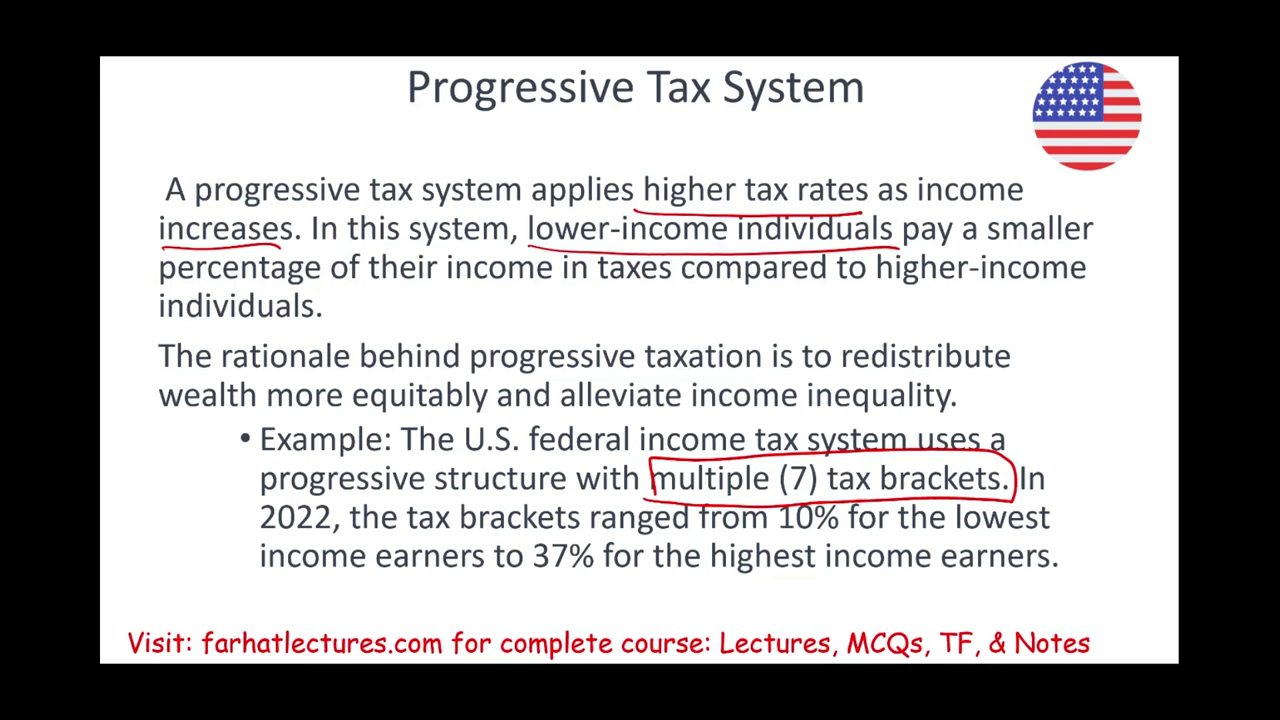 Progressive Tax System
A progressive tax system applies higher tax rates as income
increases. In this system, lower-income individuals pay a smaller
percentage of their income in taxes compared to higher-income
individuals.
The rationale behind progressive taxation is to redistribute
wealth more equitably and alleviate income inequality.
• Example: The U.S. federal income tax system uses a
progressive structure with multiple (7) tax brackets. In
2022, the tax brackets ranged from 10% for the lowest
income earners to 37% for the highest income earners.
Visit: farhatlectures.com for complete course: Lectures, MCQs, TF, & Notes